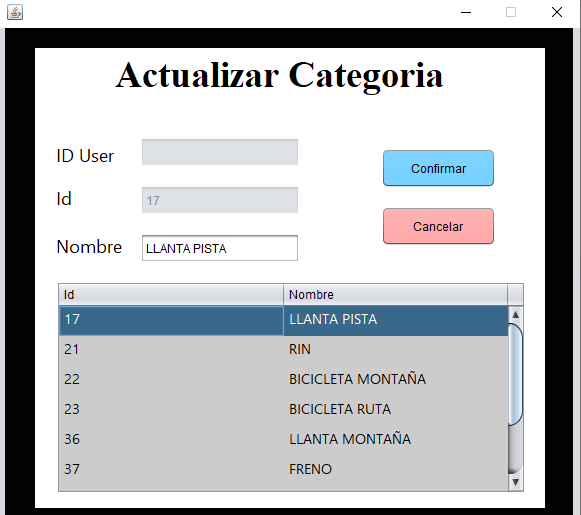 Actualizar Categoria
ID User
Confirmar
Id 17
Cancelar
Nombre LLANTA PISTA
Id Nombre
17 LLANTA PISTA
21 RIN
22 BICICLETA MONTAÑA
23 BICICLETA RUTA
36 LLANTA MONTAÑA
37 FRENO